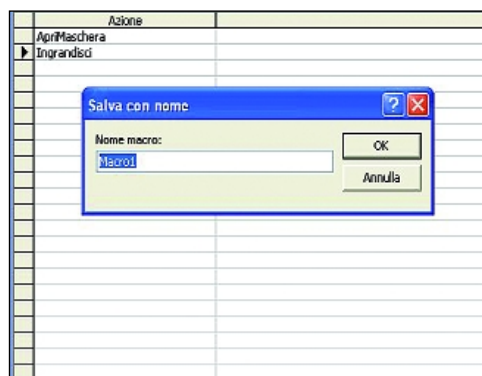 Azione
ApriMaschera
Ingrandisci
Salva con nome
Nome macro:
Macro1
OK
Annulla